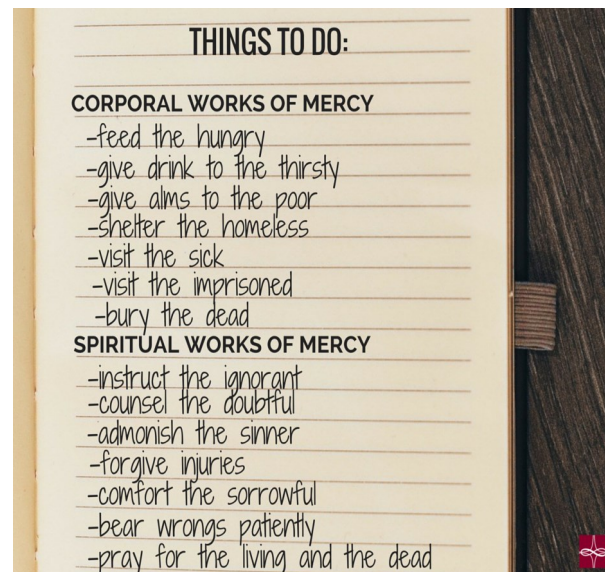 THINGS TO DO:
CORPORAL WORKS OF MERCY
-feed the hungry
-give drink to the thirsty
-give alms to the poor
-shelter the homeless
-visit the sick
-visit the imprisoned
-bury the dead
SPIRITUAL WORKS OF MERCY
-instruct the ignorant
-counsel the doubtful
-admonish the sinner
-forgive injuries
-comfort the sorrowful
-bear wrongs patiently
-pray for the living and the dead